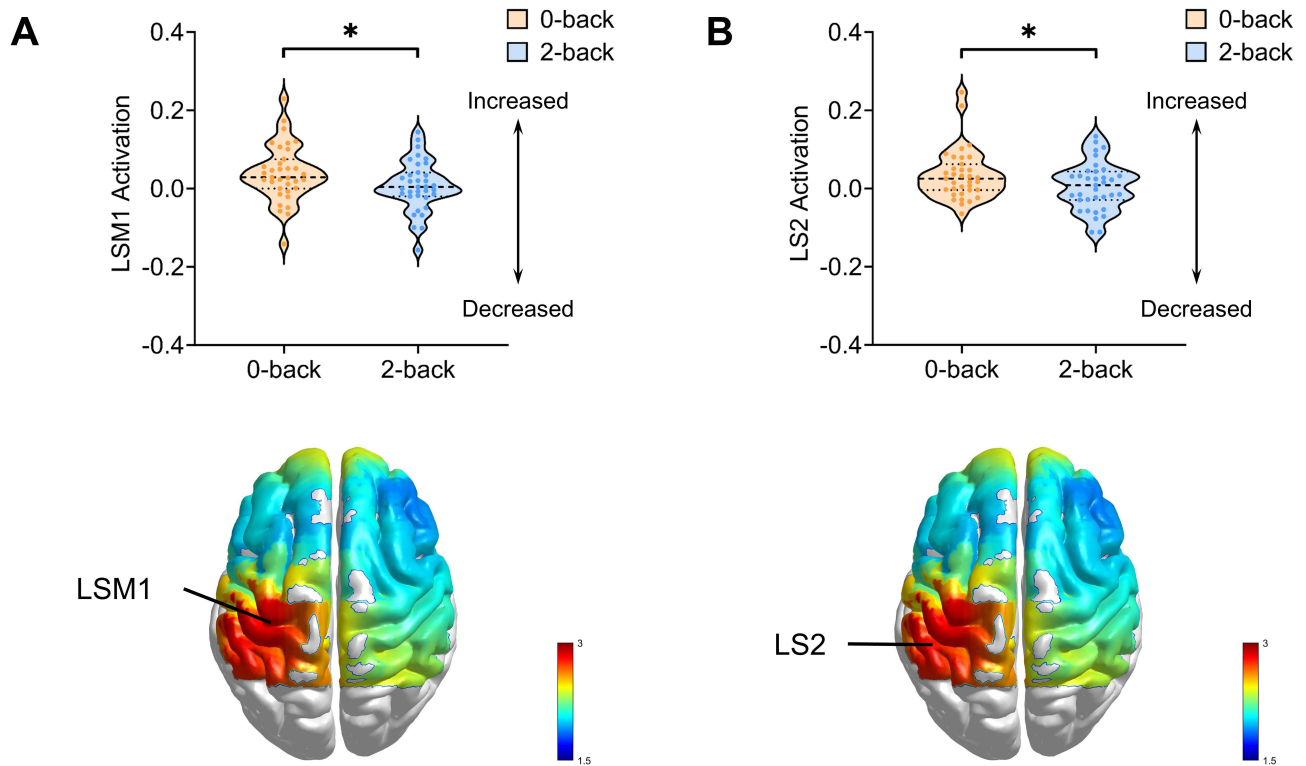 A
0.4
0.2
0.0
-0.2
-0.4
LSM1 Activation
*
0-back
2-back
Increased
Decreased
0-back
2-back
B
0.4
0.2
0.0
-0.2
-0.4
LS2 Activation
*
0-back
2-back
Increased
Decreased
0-back
2-back
LSM1
3
1.5
LS2
3
1.5